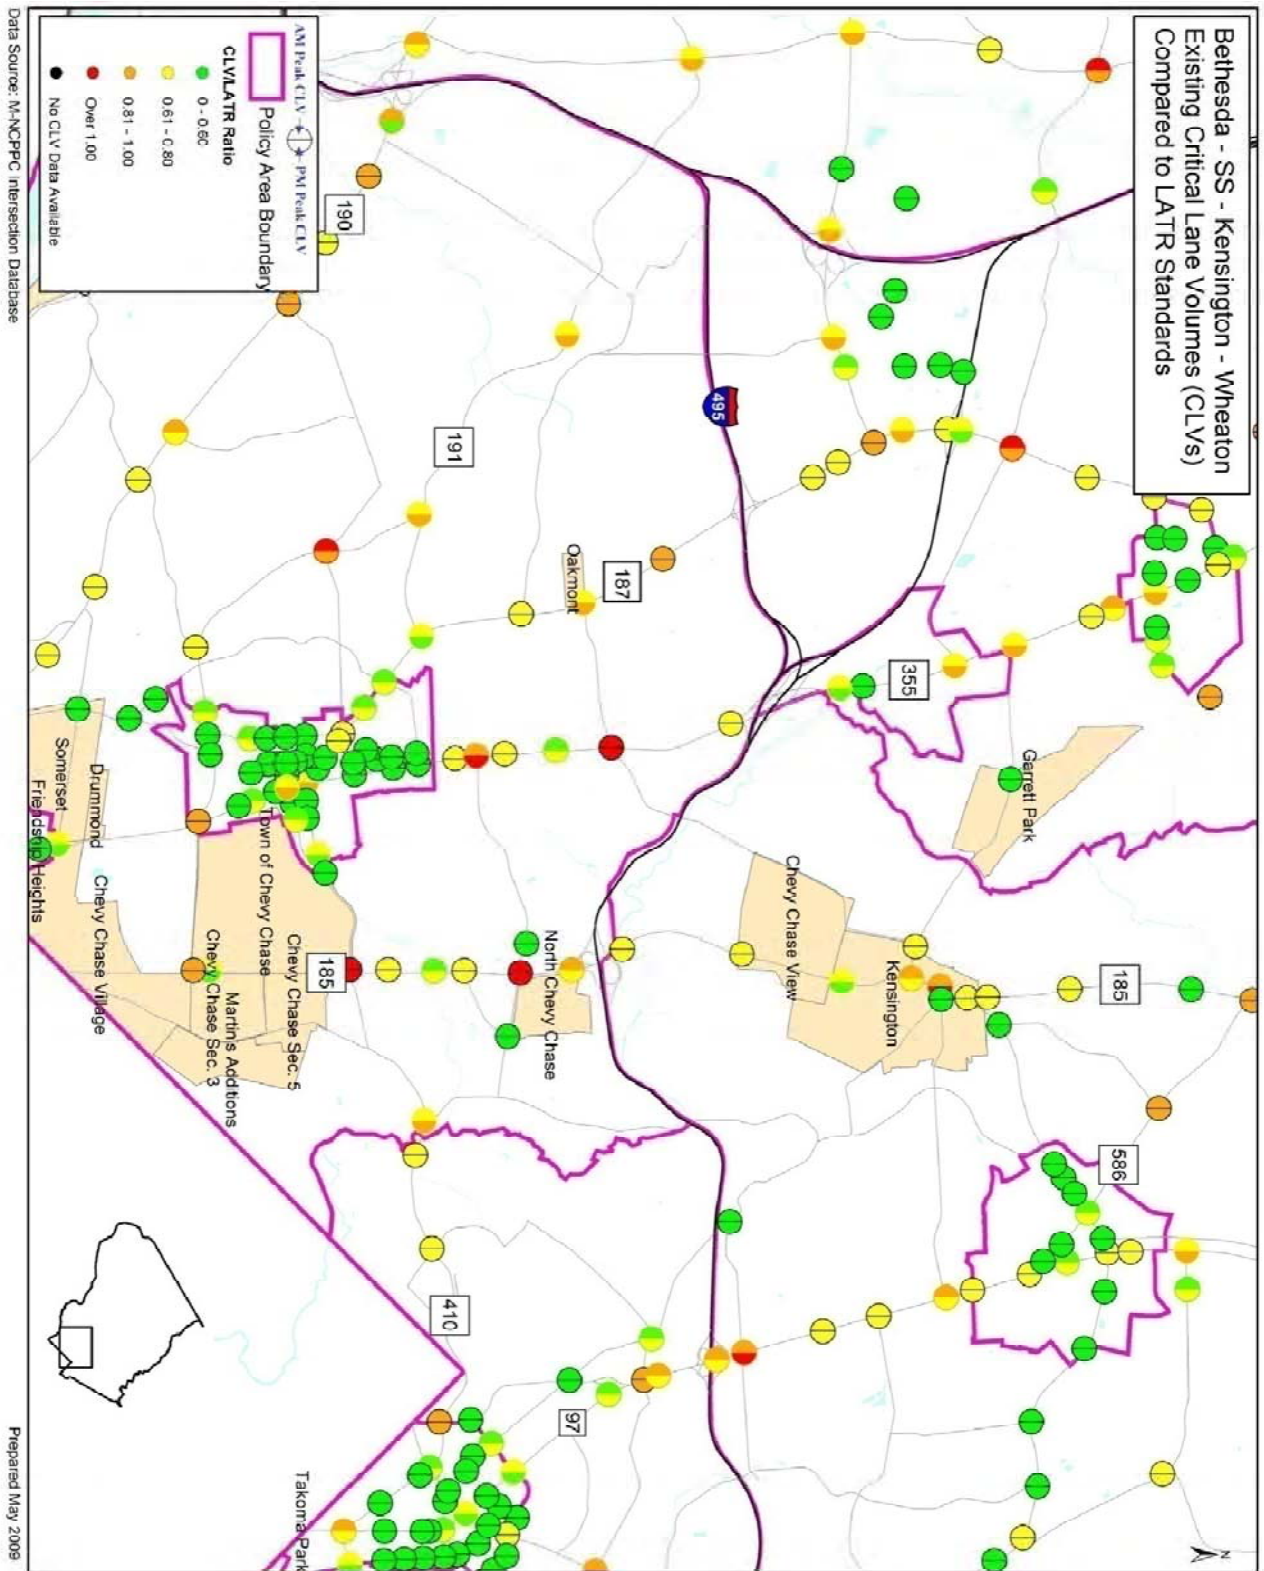 Bethesda - SS - Kensington - Wheaton
Existing Critical Lane Volumes (CLVs)
Compared to LATR Standards
495
355
187
191
190
185
185
586
410
97
Garrett Park
Chevy Chase View
Kensington
Oakmont
North Chevy Chase
Chevy Chase Sec. 5
Martin's Additions
Chevy Chase Sec. 3
Town of Chevy Chase
Chevy Chase Village
Drummond
Somerset
Friendship Heights
Takoma Park
AM Peak CLV PM Peak CLV
Policy Area Boundary
CLV/LATR Ratio
0 - 0.60
0.61 - 0.80
0.81 - 1.00
Over 1.00
No CLV Data Available
N
Data Source: M-NCPPC Intersection Database
Prepared May 2009